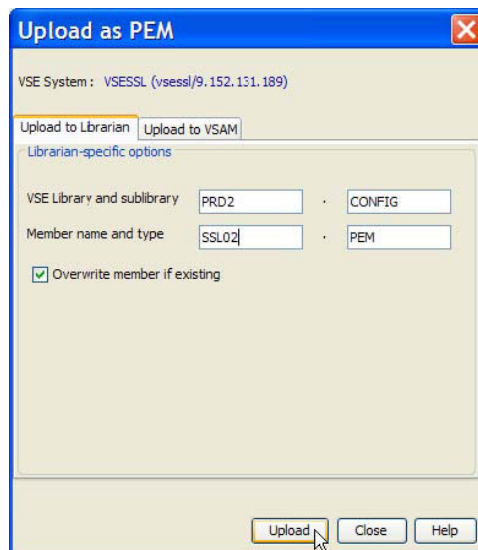 Upload as PEM
VSE System : VSESSL (vsessl/9.152.131.189)
Upload to Librarian Upload to VSAM
Librarian-specific options
VSE Library and sublibrary PRD2 . CONFIG
Member name and type SSL02 . PEM
Overwrite member if existing
Upload Close Help